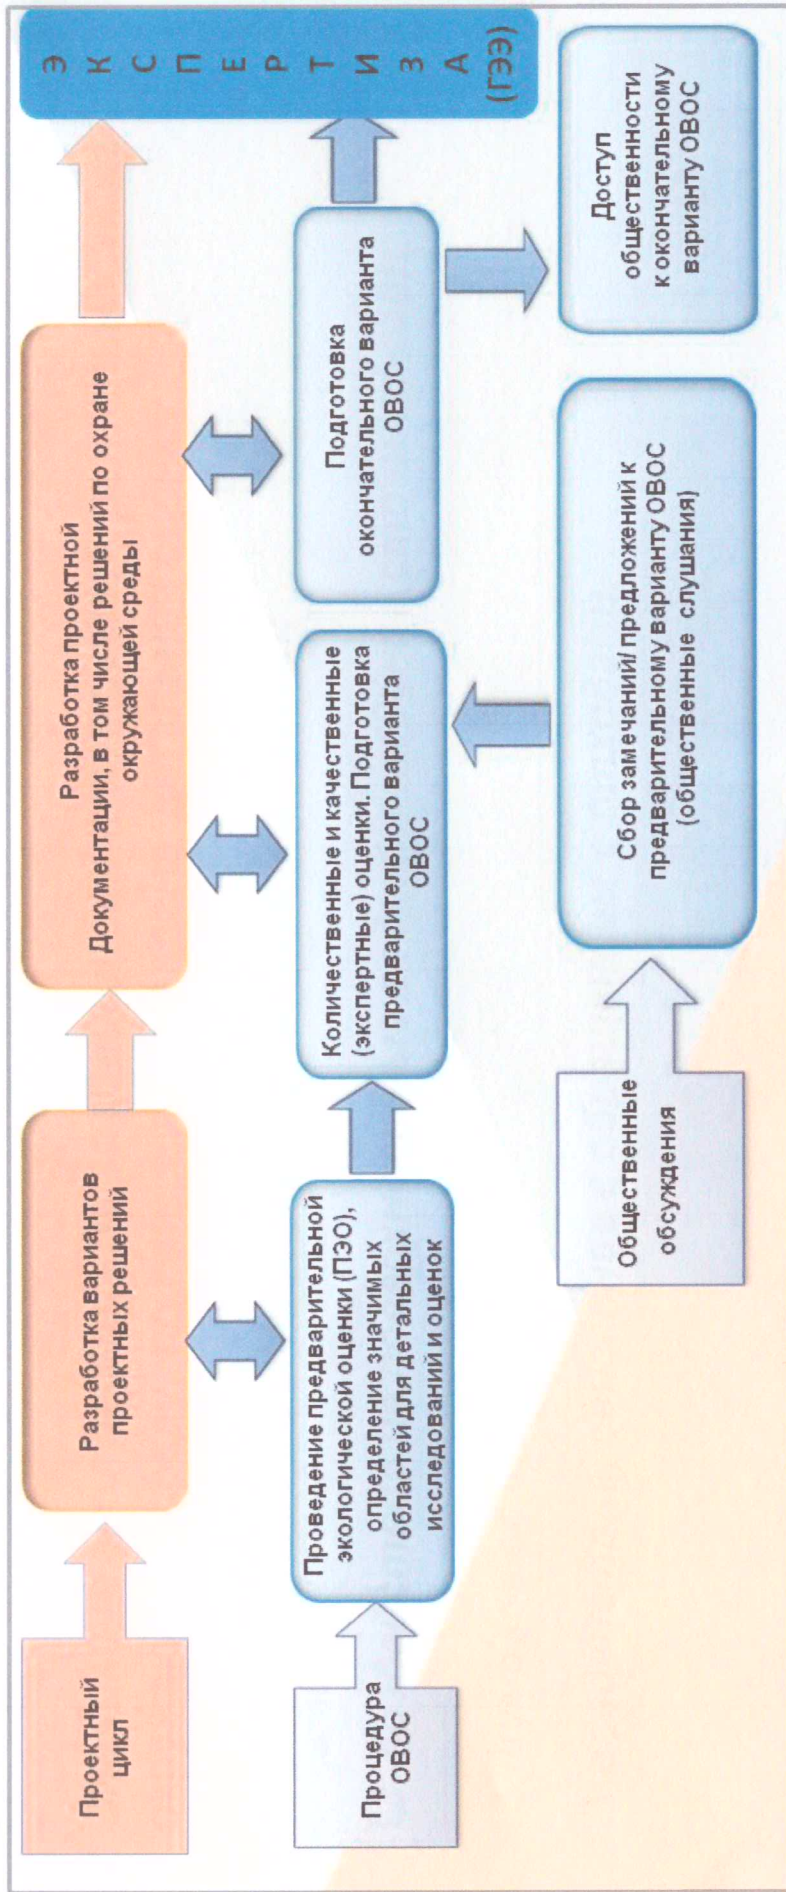 Проектный
цикл
Разработка вариантов
проектных решений
Разработка проектной
Документации, в том числе решений по охране
окружающей среды
Э К С П Е Р Т И З А
(ГЭЭ)
Процедура
ОВОС
Проведение предварительной
экологической оценки (ПЭО),
определение значимых
областей для детальных
исследований и оценок
Количественные и качественные
(экспертные) оценки. Подготовка
предварительного варианта
ОВОС
Подготовка
окончательного варианта
ОВОС
Общественные
обсуждения
Сбор замечаний/ предложений к
предварительному варианту ОВОС
(общественные слушания)
Доступ
общественности
к окончательному
варианту ОВОС